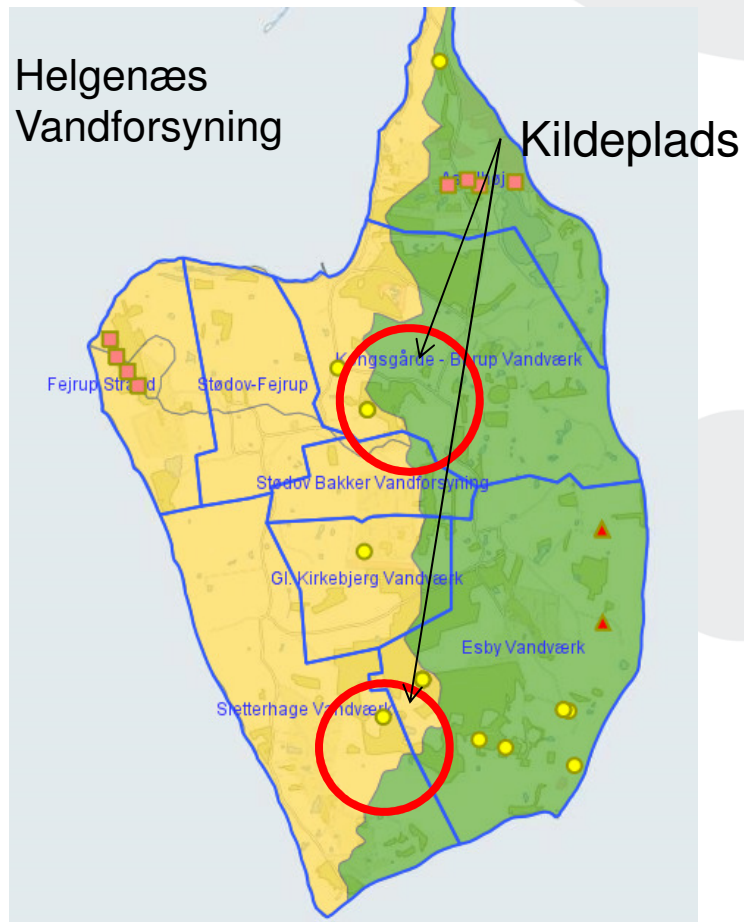 Helgenæs
Vandforsyning
Kildeplads
Kongsgårde - Borup Vandværk
Fejrup Strand
Stødov-Fejrup
Stødov Bakker Vandforsyning
Gl. Kirkebjerg Vandværk
Esby Vandværk
Sletterhage Vandværk